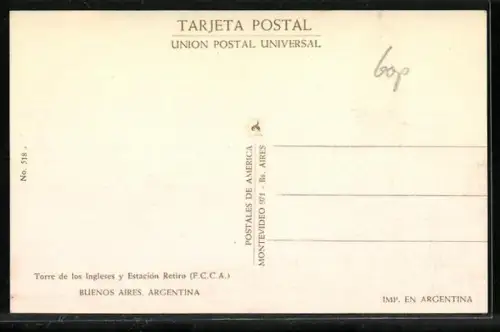 TARJETA POSTAL
UNION POSTAL UNIVERSAL
60p
No. 518 -
POSTALES DE AMERICA
MONTEVIDEO 971 - Bs. AIRES
Torre de los Ingleses y Estación Retiro (F.C.C.A.)
BUENOS AIRES. ARGENTINA
IMP. EN ARGENTINA